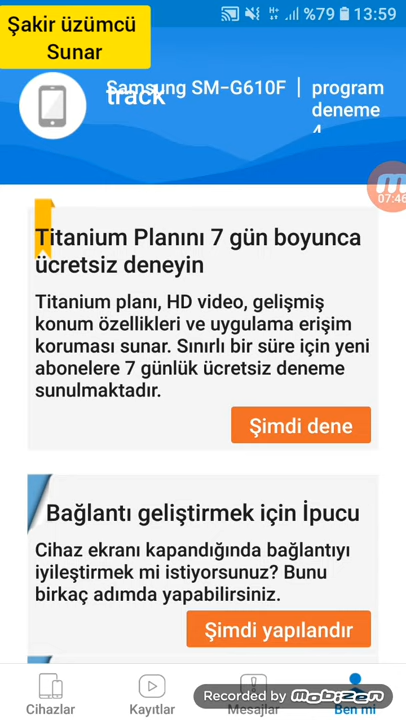 Şakir üzümcü
Sunar
%79 13:59
Samsung SM-G610F | program
track
deneme
4
07:46
Titanium Planını 7 gün boyunca
ücretsiz deneyin
Titanium planı, HD video, gelişmiş
konum özellikleri ve uygulama erişim
koruması sunar. Sınırlı bir süre için yeni
abonelere 7 günlük ücretsiz deneme
sunulmaktadır.
Şimdi dene
Bağlantı geliştirmek için İpucu
Cihaz ekranı kapandığında bağlantıyı
iyileştirmek mi istiyorsunuz? Bunu
birkaç adımda yapabilirsiniz.
Şimdi yapılandır
Recorded by Mobizen
Cihazlar Kayıtlar Mesajlar Ben mi